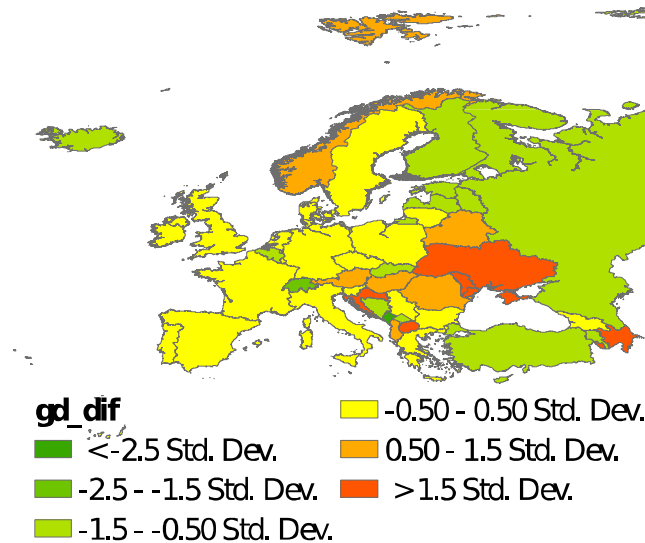 gd_dif
< -2.5 Std. Dev.
-2.5 - -1.5 Std. Dev.
-1.5 - -0.50 Std. Dev.
-0.50 - 0.50 Std. Dev.
0.50 - 1.5 Std. Dev.
> 1.5 Std. Dev.